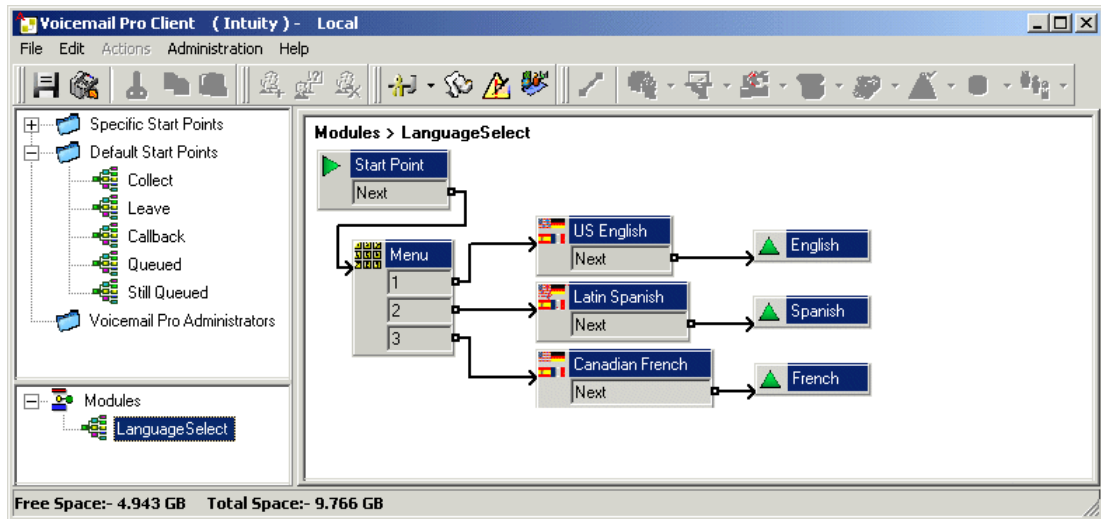 Voicemail Pro Client ( Intuity ) - Local
File Edit Actions Administration Help
Specific Start Points
Default Start Points
Collect
Leave
Callback
Queued
Still Queued
Voicemail Pro Administrators
Modules
LanguageSelect
Modules > LanguageSelect
Start Point
Next
Menu
1
2
3
US English
Next
English
Latin Spanish
Next
Spanish
Canadian French
Next
French
Free Space:- 4.943 GB Total Space:- 9.766 GB